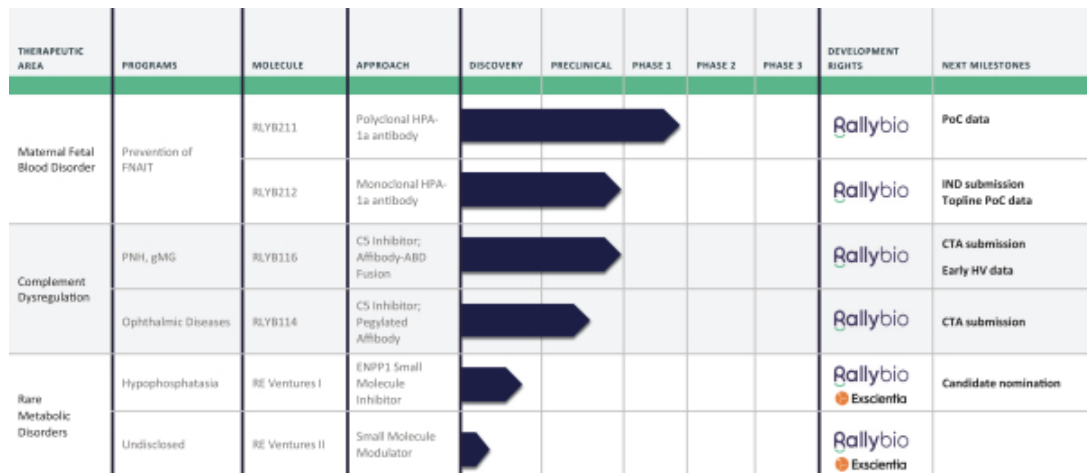 THERAPEUTIC
AREA
PROGRAMS
MOLECULE
APPROACH
DISCOVERY
PRECLINICAL
PHASE 1
PHASE 2
PHASE 3
DEVELOPMENT
RIGHTS
NEXT MILESTONES
Maternal Fetal
Blood Disorder
Prevention of
FNAIT
RLYB211
Polyclonal HPA-
1a antibody
Rallybio
PoC data
RLYB212
Monoclonal HPA-
1a antibody
Rallybio
IND submission
Topline PoC data
Complement
Dysregulation
PNH, gMG
RLYB116
C5 Inhibitor;
Affibody-ABD
Fusion
Rallybio
CTA submission
Early HV data
Ophthalmic Diseases
RLYB114
C5 Inhibitor;
Pegylated
Affibody
Rallybio
CTA submission
Rare
Metabolic
Disorders
Hypophosphatasia
RE Ventures I
ENPP1 Small
Molecule
Inhibitor
Rallybio
Exscientia
Candidate nomination
Undisclosed
RE Ventures II
Small Molecule
Modulator
Rallybio
Exscientia